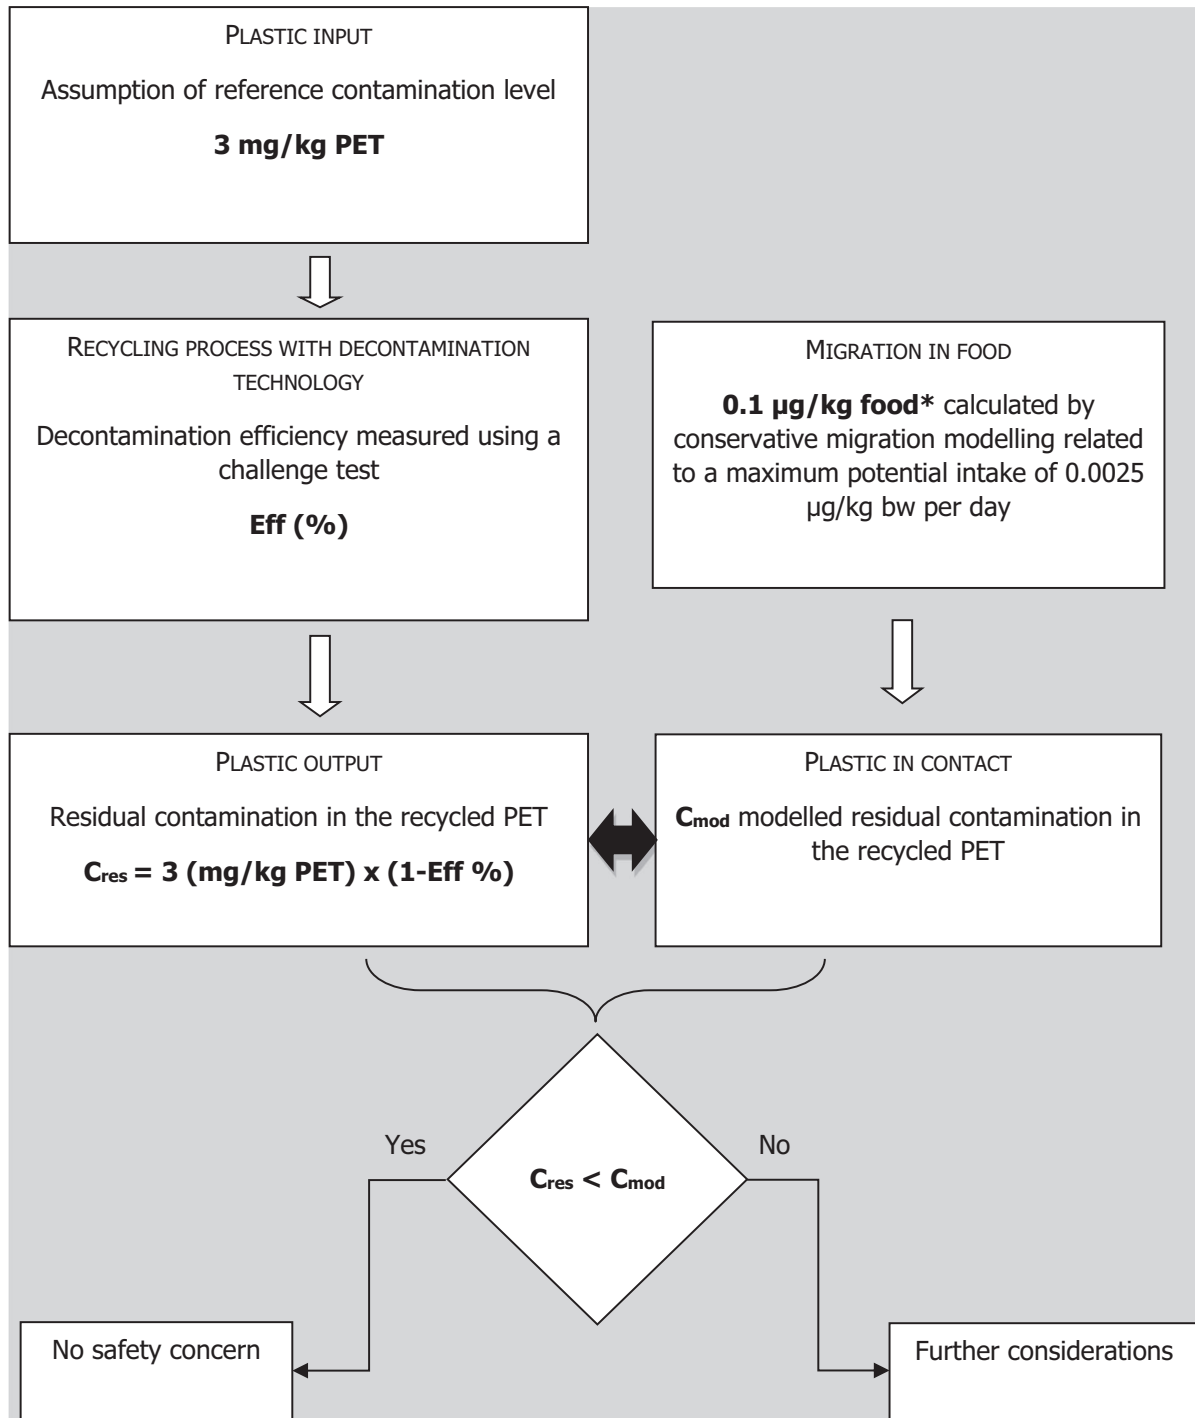 PLASTIC INPUT
Assumption of reference contamination level
3 mg/kg PET
RECYCLING PROCESS WITH DECONTAMINATION
TECHNOLOGY
Decontamination efficiency measured using a
challenge test
Eff (%)
MIGRATION IN FOOD
0.1 µg/kg food* calculated by
conservative migration modelling related
to a maximum potential intake of 0.0025
µg/kg bw per day
PLASTIC OUTPUT
Residual contamination in the recycled PET
Cres = 3 (mg/kg PET) x (1-Eff %)
PLASTIC IN CONTACT
Cmod modelled residual contamination in
the recycled PET
Yes
No
Cres < Cmod
No safety concern
Further considerations